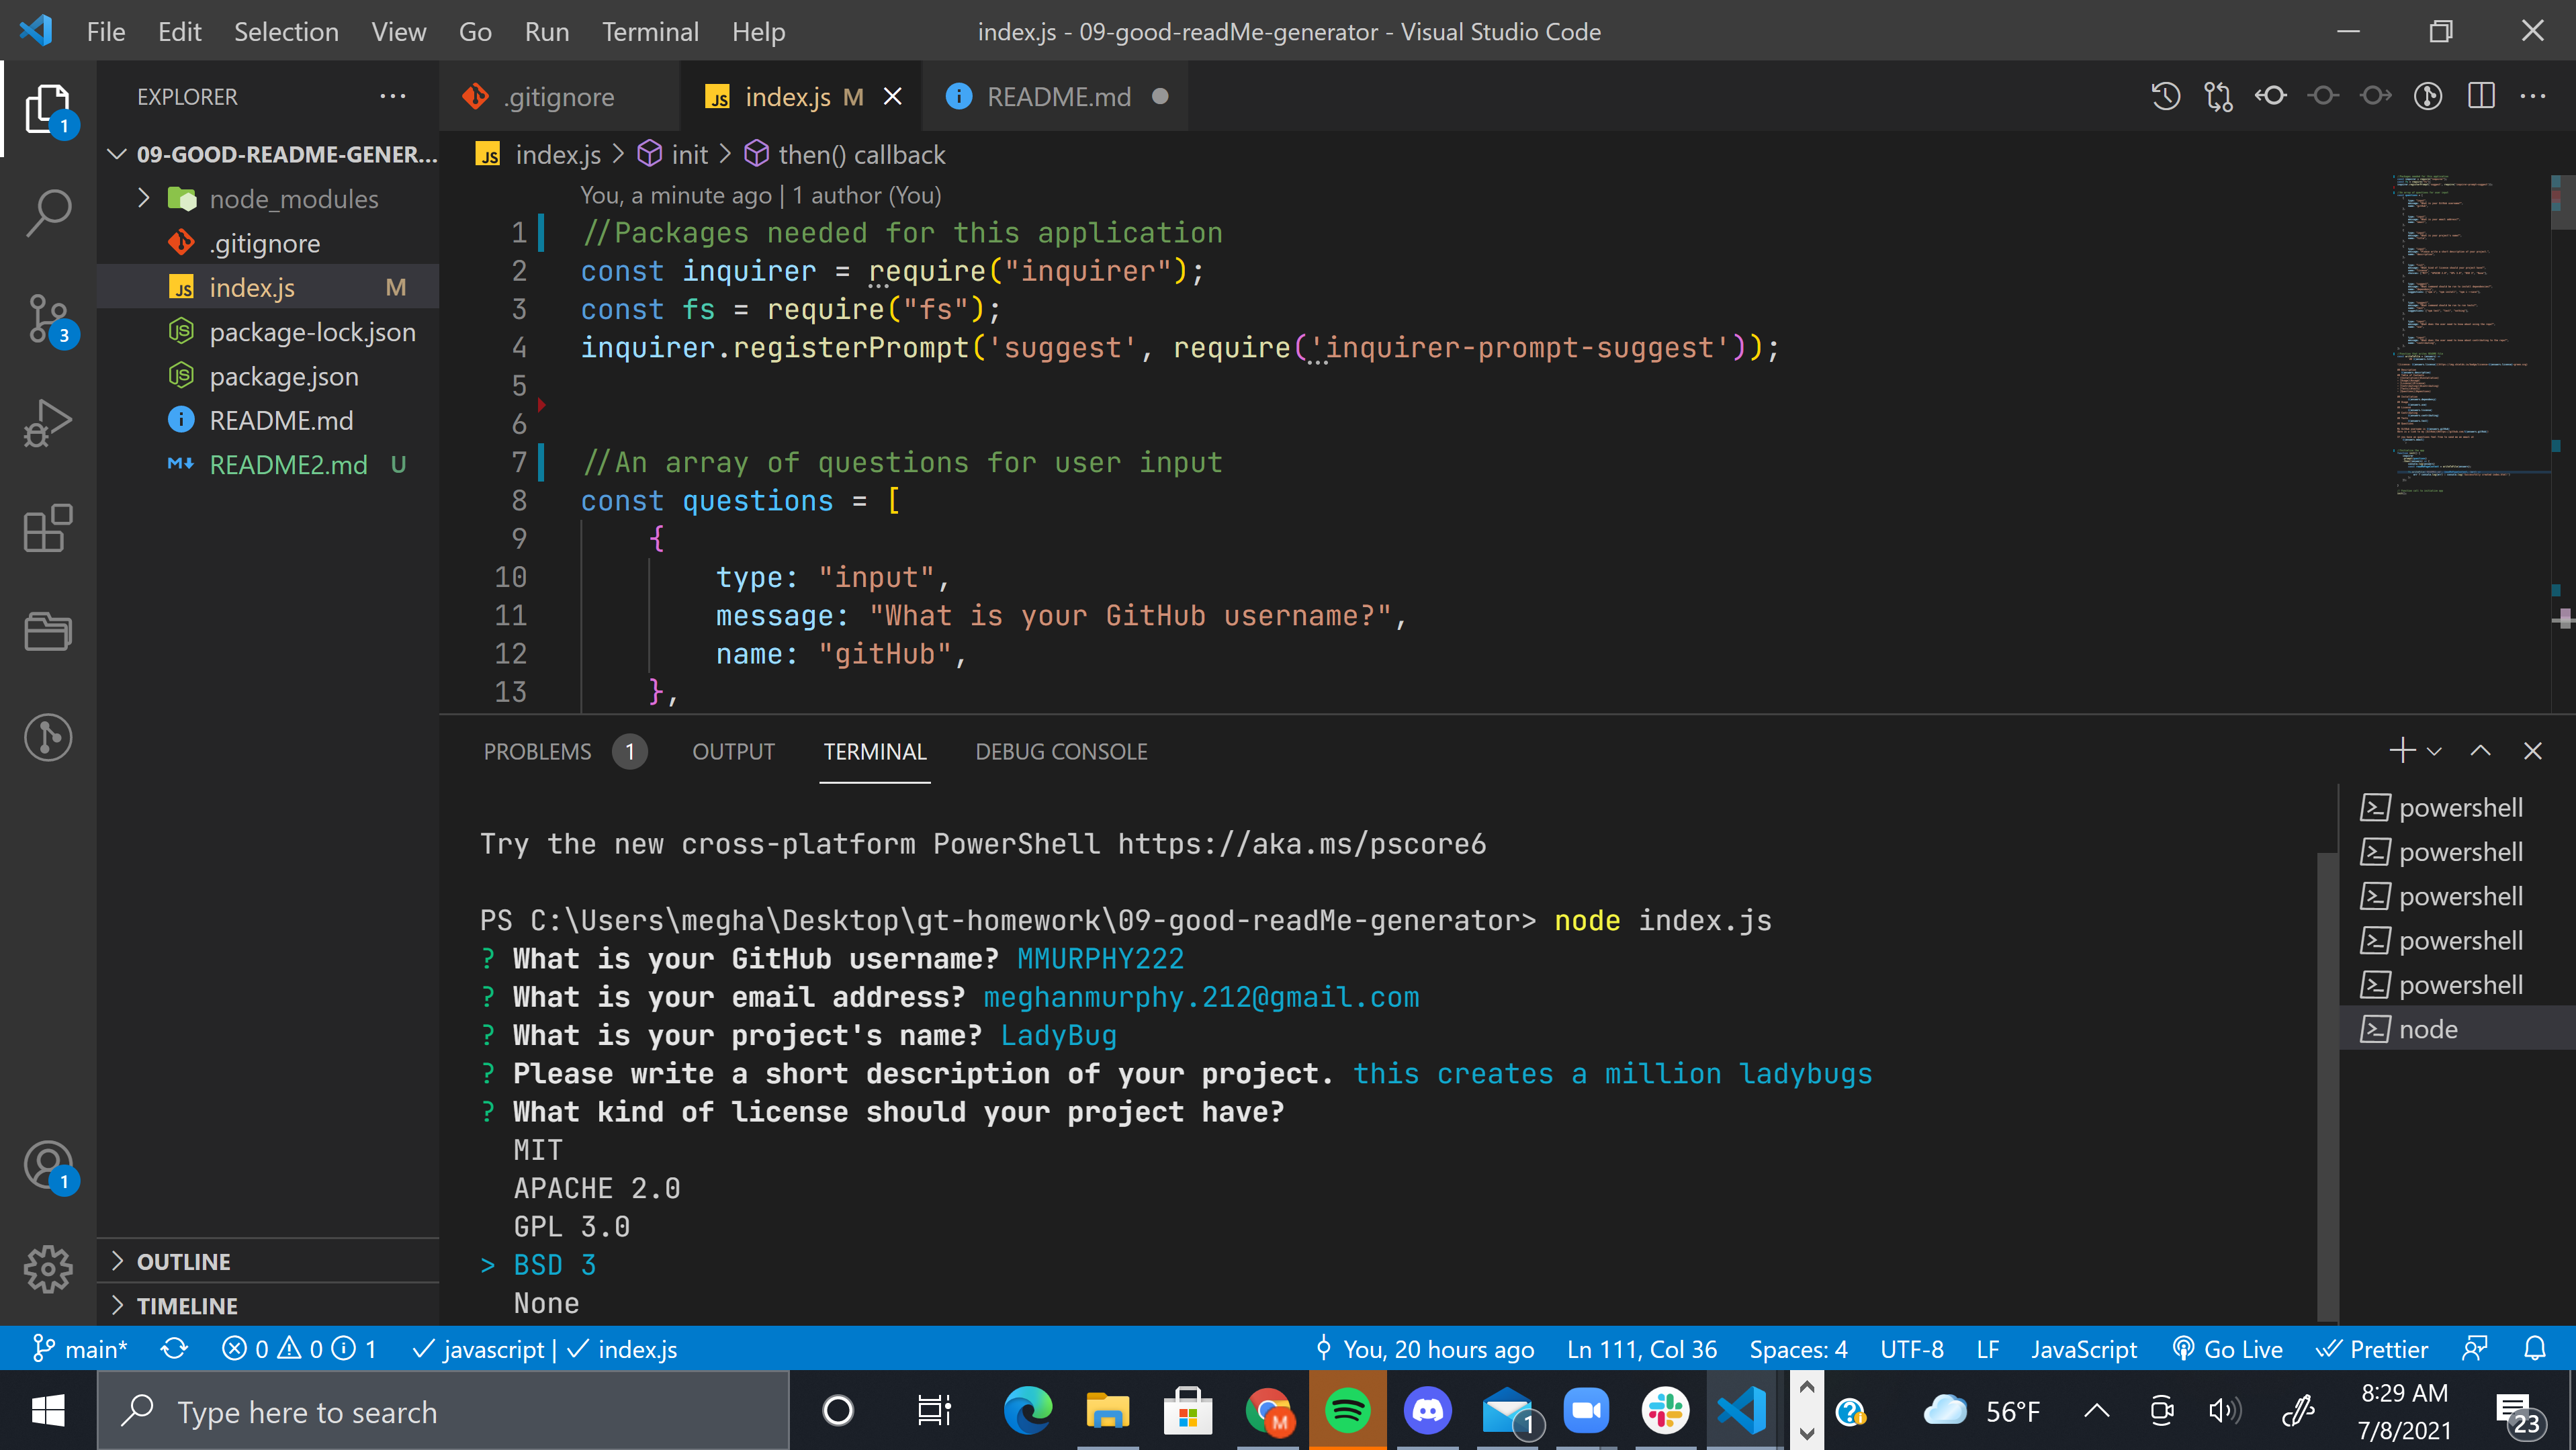 File Edit Selection View Go Run Terminal Help
index.js - 09-good-readMe-generator - Visual Studio Code
EXPLORER
.gitignore
index.js M
README.md
09-GOOD-README-GENER...
node_modules
.gitignore
index.js M
package-lock.json
package.json
README.md
README2.md U
index.js > init > then() callback
You, a minute ago | 1 author (You)
1 //Packages needed for this application
2 const inquirer = require("inquirer");
3 const fs = require("fs");
4 inquirer.registerPrompt('suggest', require('inquirer-prompt-suggest'));
5
6
7 //An array of questions for user input
8 const questions = [
9 {
10 type: "input",
11 message: "What is your GitHub username?",
12 name: "gitHub",
13 },
PROBLEMS 1 OUTPUT TERMINAL DEBUG CONSOLE
Try the new cross-platform PowerShell https://aka.ms/pscore6
PS C:\Users\megha\Desktop\gt-homework\09-good-readMe-generator> node index.js
? What is your GitHub username? MMURPHY222
? What is your email address? meghanmurphy.212@gmail.com
? What is your project's name? LadyBug
? Please write a short description of your project. this creates a million ladybugs
? What kind of license should your project have?
MIT
APACHE 2.0
GPL 3.0
> BSD 3
None
powershell
powershell
powershell
powershell
powershell
node
1
3
1
OUTLINE
TIMELINE
main* 0 0 1 javascript | index.js
You, 20 hours ago Ln 111, Col 36 Spaces: 4 UTF-8 LF JavaScript Go Live Prettier
Type here to search
M
1
56°F
8:29 AM
7/8/2021
23